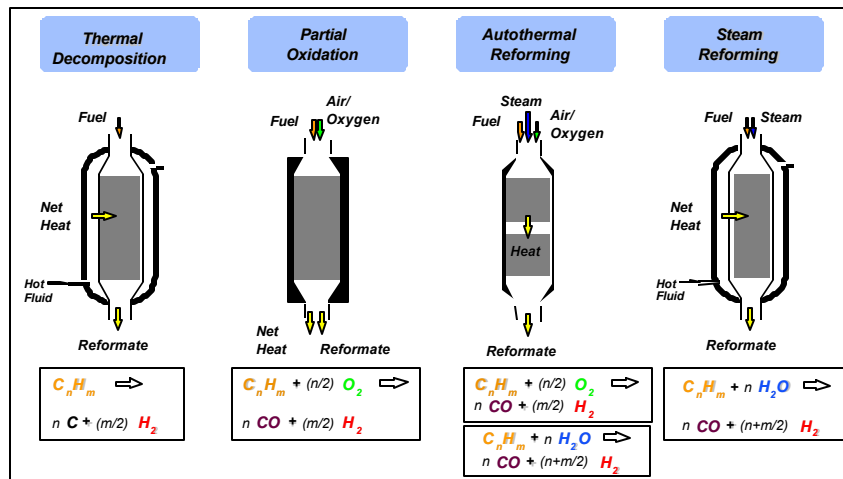 Thermal
Decomposition
Fuel
Net
Heat
Hot
Fluid
Reformate
CₙHₘ ⇨
n C + (m/2) H₂
Partial
Oxidation
Fuel
Air/
Oxygen
Net
Heat
Reformate
CₙHₘ + (n/2) O₂ ⇨
n CO + (m/2) H₂
Autothermal
Reforming
Steam
Fuel
Air/
Oxygen
Heat
Reformate
CₙHₘ + (n/2) O₂ ⇨
n CO + (m/2) H₂
CₙHₘ + n H₂O ⇨
n CO + (n+m/2) H₂
Steam
Reforming
Fuel
Steam
Net
Heat
Hot
Fluid
Reformate
CₙHₘ + n H₂O ⇨
n CO + (n+m/2) H₂